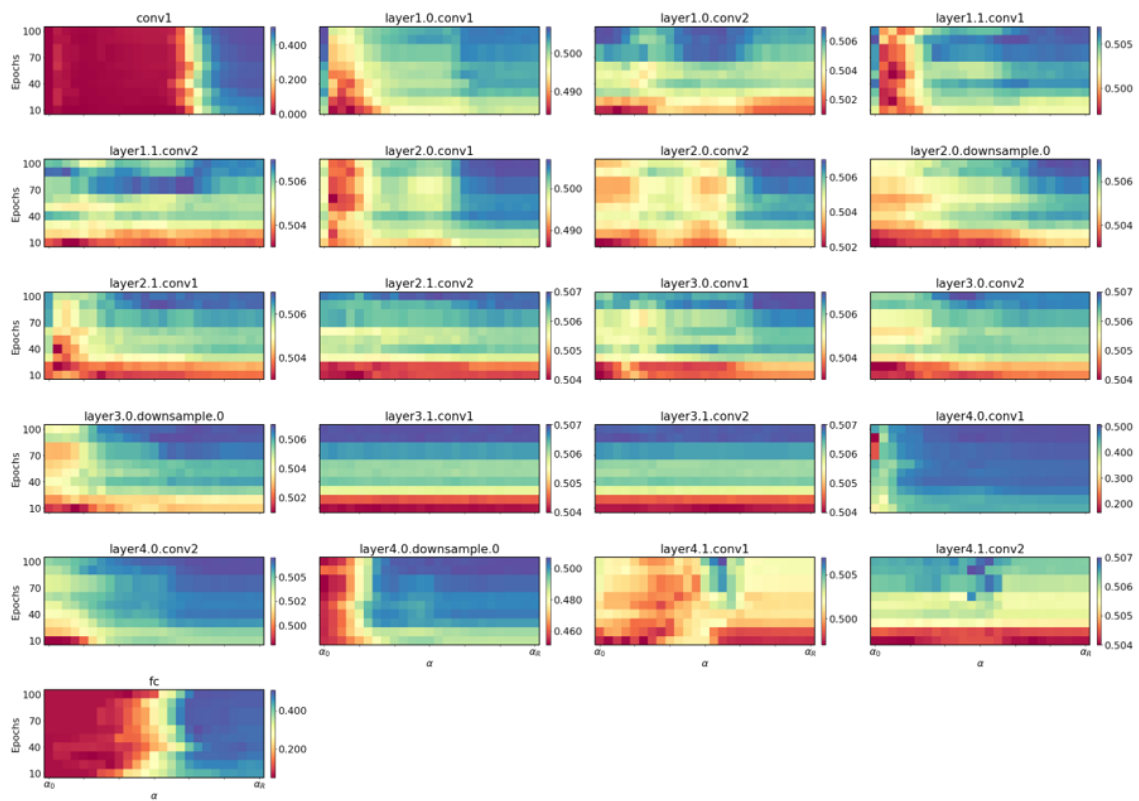 conv1
layer1.0.conv1
layer1.0.conv2
layer1.1.conv1
Epochs
100
70
40
10
0.400
0.200
0.000
0.500
0.490
0.506
0.504
0.502
0.505
0.500
layer1.1.conv2
layer2.0.conv1
layer2.0.conv2
layer2.0.downsample.0
Epochs
100
70
40
10
0.506
0.504
0.500
0.490
0.506
0.504
0.502
0.506
0.504
layer2.1.conv1
layer2.1.conv2
layer3.0.conv1
layer3.0.conv2
Epochs
100
70
40
10
0.506
0.504
0.507
0.506
0.505
0.504
0.506
0.504
0.507
0.506
0.505
0.504
layer3.0.downsample.0
layer3.1.conv1
layer3.1.conv2
layer4.0.conv1
Epochs
100
70
40
10
0.506
0.504
0.502
0.507
0.506
0.505
0.504
0.507
0.506
0.505
0.504
0.500
0.400
0.300
0.200
layer4.0.conv2
layer4.0.downsample.0
layer4.1.conv1
layer4.1.conv2
Epochs
100
70
40
10
0.505
0.500
0.500
0.480
0.460
0.505
0.500
0.507
0.506
0.505
0.504
α₀ α αR
α α₀ α αR
fc
Epochs
100
70
40
10
0.400
0.200
α₀ αR
α